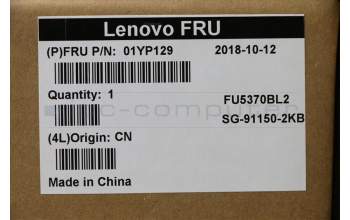 Lenovo FRU
(P)FRU P/N: 01YP129 2018-10-12
Quantity: 1 FU5370BL2
SG-91150-2KB
(4L)Origin: CN
Made in China